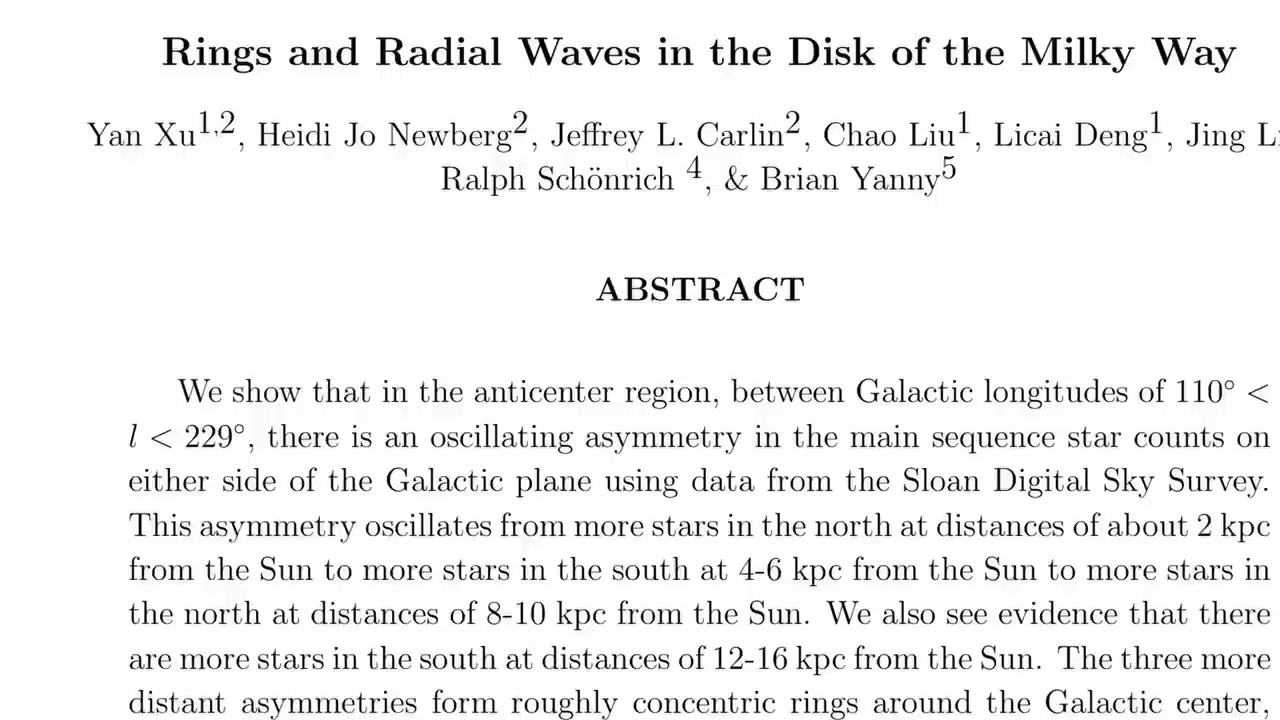 Rings and Radial Waves in the Disk of the Milky Way
Yan Xu1,2, Heidi Jo Newberg2, Jeffrey L. Carlin2, Chao Liu1, Licai Deng1, Jing
Ralph Schönrich 4, & Brian Yanny5
ABSTRACT
We show that in the anticenter region, between Galactic longitudes of 110° <
l < 229°, there is an oscillating asymmetry in the main sequence star counts on
either side of the Galactic plane using data from the Sloan Digital Sky Survey.
This asymmetry oscillates from more stars in the north at distances of about 2 kpc
from the Sun to more stars in the south at 4-6 kpc from the Sun to more stars in
the north at distances of 8-10 kpc from the Sun. We also see evidence that there
are more stars in the south at distances of 12-16 kpc from the Sun. The three more
distant asymmetries form roughly concentric rings around the Galactic center,